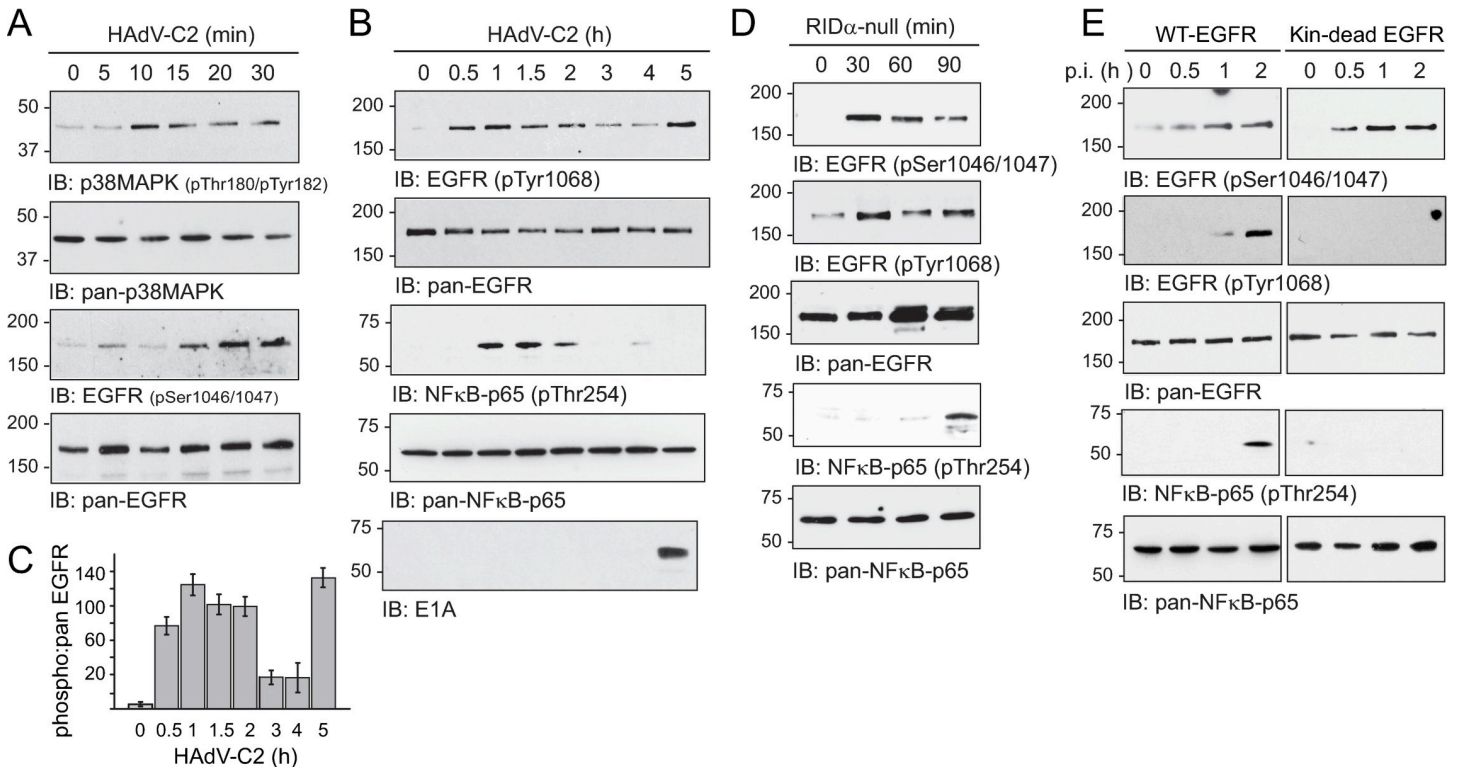 A
HAdV-C2 (min)
0 5 10 15 20 30
50
37
IB: p38MAPK (pThr180/pTyr182)
50
37
IB: pan-p38MAPK
200
150
IB: EGFR (pSer1046/1047)
200
150
IB: pan-EGFR
B
HAdV-C2 (h)
0 0.5 1 1.5 2 3 4 5
200
150
IB: EGFR (pTyr1068)
200
150
IB: pan-EGFR
75
50
IB: NFκB-p65 (pThr254)
75
50
IB: pan-NFκB-p65
75
50
IB: E1A
C
phospho:pan EGFR
140
100
60
20
0 0.5 1 1.5 2 3 4 5
HAdV-C2 (h)
D
RIDα-null (min)
0 30 60 90
200
150
IB: EGFR (pSer1046/1047)
200
150
IB: EGFR (pTyr1068)
200
150
IB: pan-EGFR
75
50
IB: NFκB-p65 (pThr254)
75
50
IB: pan-NFκB-p65
E
WT-EGFR Kin-dead EGFR
p.i. (h) 0 0.5 1 2 0 0.5 1 2
200
150
IB: EGFR (pSer1046/1047)
200
150
IB: EGFR (pTyr1068)
200
150
IB: pan-EGFR
75
50
IB: NFκB-p65 (pThr254)
75
50
IB: pan-NFκB-p65